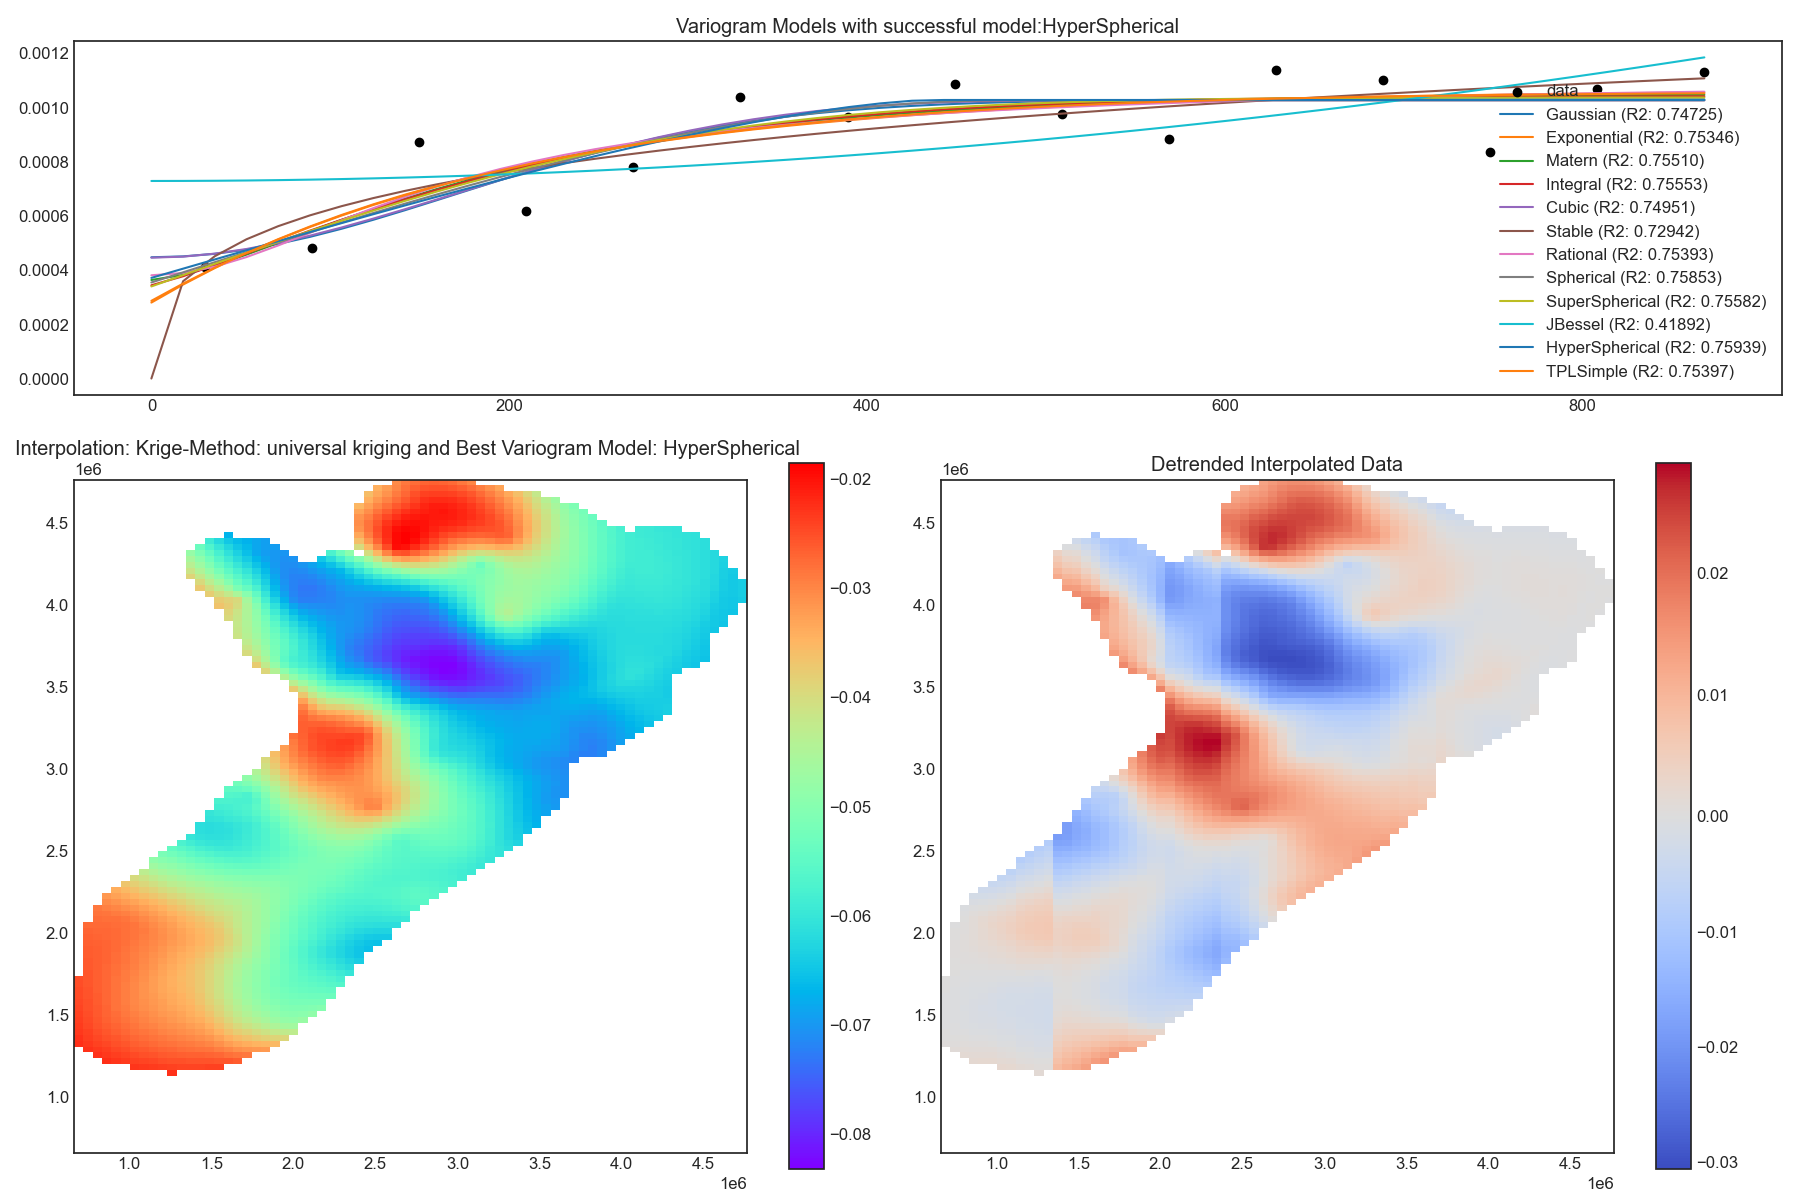 Variogram Models with successful model:HyperSpherical
0.0012
0.0010
0.0008
0.0006
0.0004
0.0002
0.0000
0 200 400 600 800
data
Gaussian (R2: 0.74725)
Exponential (R2: 0.75346)
Matern (R2: 0.75510)
Integral (R2: 0.75553)
Cubic (R2: 0.74951)
Stable (R2: 0.72942)
Rational (R2: 0.75393)
Spherical (R2: 0.75853)
SuperSpherical (R2: 0.75582)
JBessel (R2: 0.41892)
HyperSpherical (R2: 0.75939)
TPLSimple (R2: 0.75397)
Interpolation: Krige-Method: universal kriging and Best Variogram Model: HyperSpherical
1e6
4.5
4.0
3.5
3.0
2.5
2.0
1.5
1.0
1.0 1.5 2.0 2.5 3.0 3.5 4.0 4.5
1e6
−0.02
−0.03
−0.04
−0.05
−0.06
−0.07
−0.08
Detrended Interpolated Data
1e6
4.5
4.0
3.5
3.0
2.5
2.0
1.5
1.0
1.0 1.5 2.0 2.5 3.0 3.5 4.0 4.5
1e6
0.02
0.01
0.00
−0.01
−0.02
−0.03